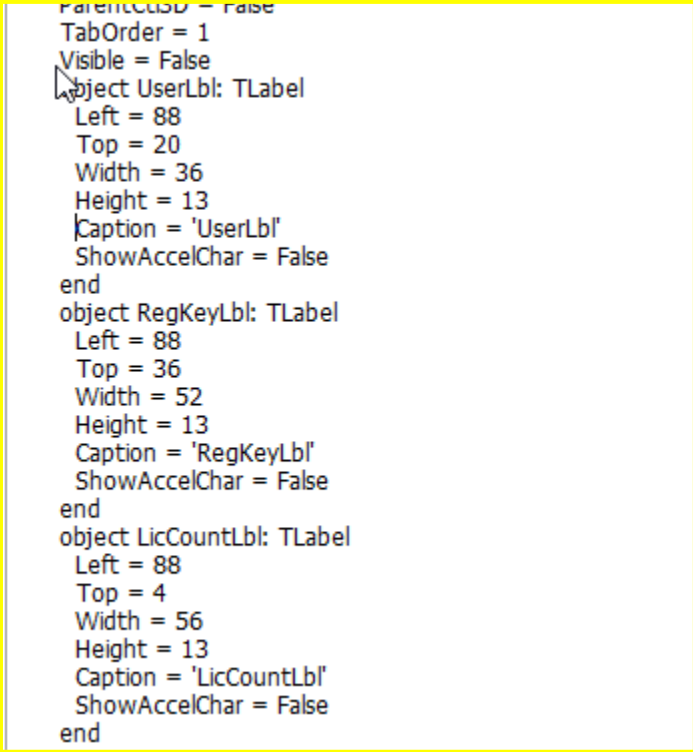 ParentCtl3D = False
TabOrder = 1
Visible = False
object UserLbl: TLabel
Left = 88
Top = 20
Width = 36
Height = 13
Caption = 'UserLbl'
ShowAccelChar = False
end
object RegKeyLbl: TLabel
Left = 88
Top = 36
Width = 52
Height = 13
Caption = 'RegKeyLbl'
ShowAccelChar = False
end
object LicCountLbl: TLabel
Left = 88
Top = 4
Width = 56
Height = 13
Caption = 'LicCountLbl'
ShowAccelChar = False
end